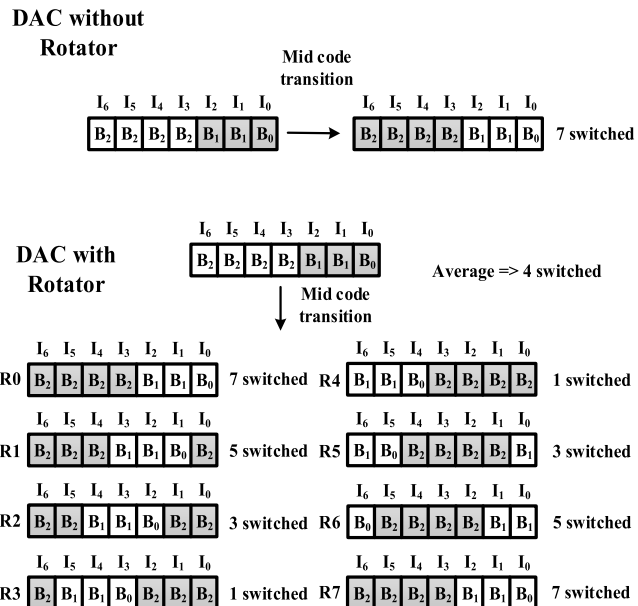 DAC without
Rotator
Mid code
transition
I6 I5 I4 I3 I2 I1 I0
B2 B2 B2 B2 B1 B1 B0
I6 I5 I4 I3 I2 I1 I0
B2 B2 B2 B2 B1 B1 B0
7 switched
DAC with
Rotator
I6 I5 I4 I3 I2 I1 I0
B2 B2 B2 B2 B1 B1 B0
Average => 4 switched
Mid code
transition
I6 I5 I4 I3 I2 I1 I0
R0 B2 B2 B2 B2 B1 B1 B0 7 switched
I6 I5 I4 I3 I2 I1 I0
R4 B1 B1 B0 B2 B2 B2 B2 1 switched
I6 I5 I4 I3 I2 I1 I0
R1 B2 B2 B2 B1 B1 B0 B2 5 switched
I6 I5 I4 I3 I2 I1 I0
R5 B1 B0 B2 B2 B2 B2 B1 3 switched
I6 I5 I4 I3 I2 I1 I0
R2 B2 B2 B1 B1 B0 B2 B2 3 switched
I6 I5 I4 I3 I2 I1 I0
R6 B0 B2 B2 B2 B2 B1 B1 5 switched
I6 I5 I4 I3 I2 I1 I0
R3 B2 B1 B1 B0 B2 B2 B2 1 switched
I6 I5 I4 I3 I2 I1 I0
R7 B2 B2 B2 B2 B1 B1 B0 7 switched